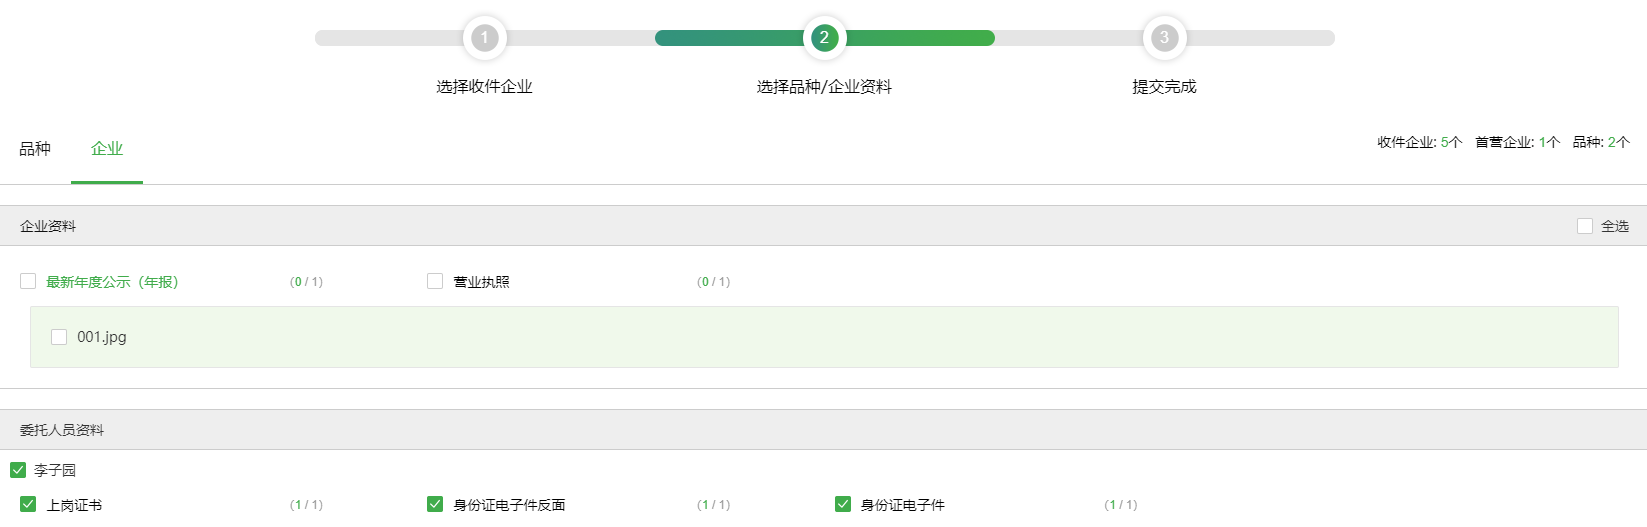 1 2 3
选择收件企业 选择品种/企业资料 提交完成
品种 企业 收件企业: 5个 首营企业: 1个 品种: 2个
企业资料 全选
最新年度公示（年报） (0 / 1) 营业执照 (0 / 1)
001.jpg
委托人员资料
李子园
上岗证书 (1 / 1) 身份证电子件反面 (1 / 1) 身份证电子件 (1 / 1)